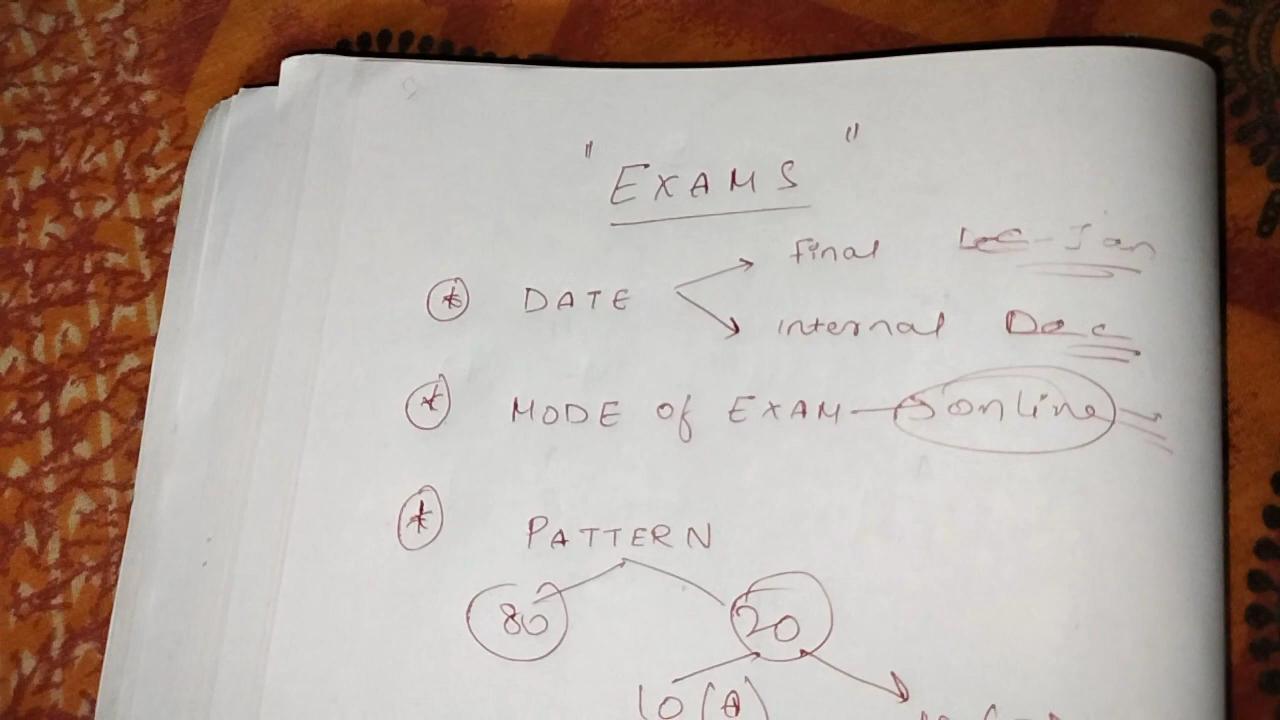 "EXAMS"
DATE
final Dec-Jan
internal Dec
MODE of EXAM → online
PATTERN
80 20
10 (A)